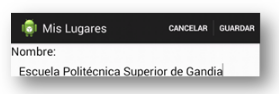 Mis Lugares CANCELAR GUARDAR
Nombre:
Escuela Politécnica Superior de Gandia